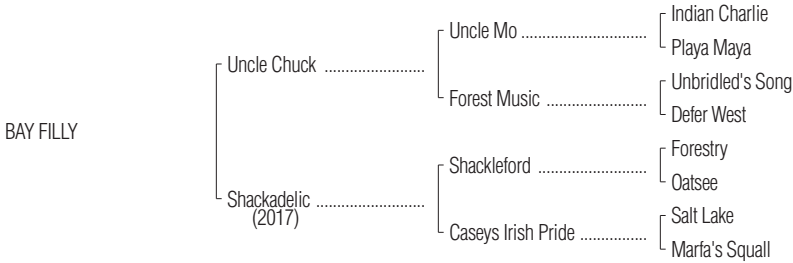 Indian Charlie
Uncle Mo ..............................
Playa Maya
Uncle Chuck ........................
Unbridled's Song
Forest Music ........................
Defer West
BAY FILLY
Forestry
Shackleford ..........................
Oatsee
Shackadelic ..........................
(2017)
Salt Lake
Caseys Irish Pride ................
Marfa's Squall